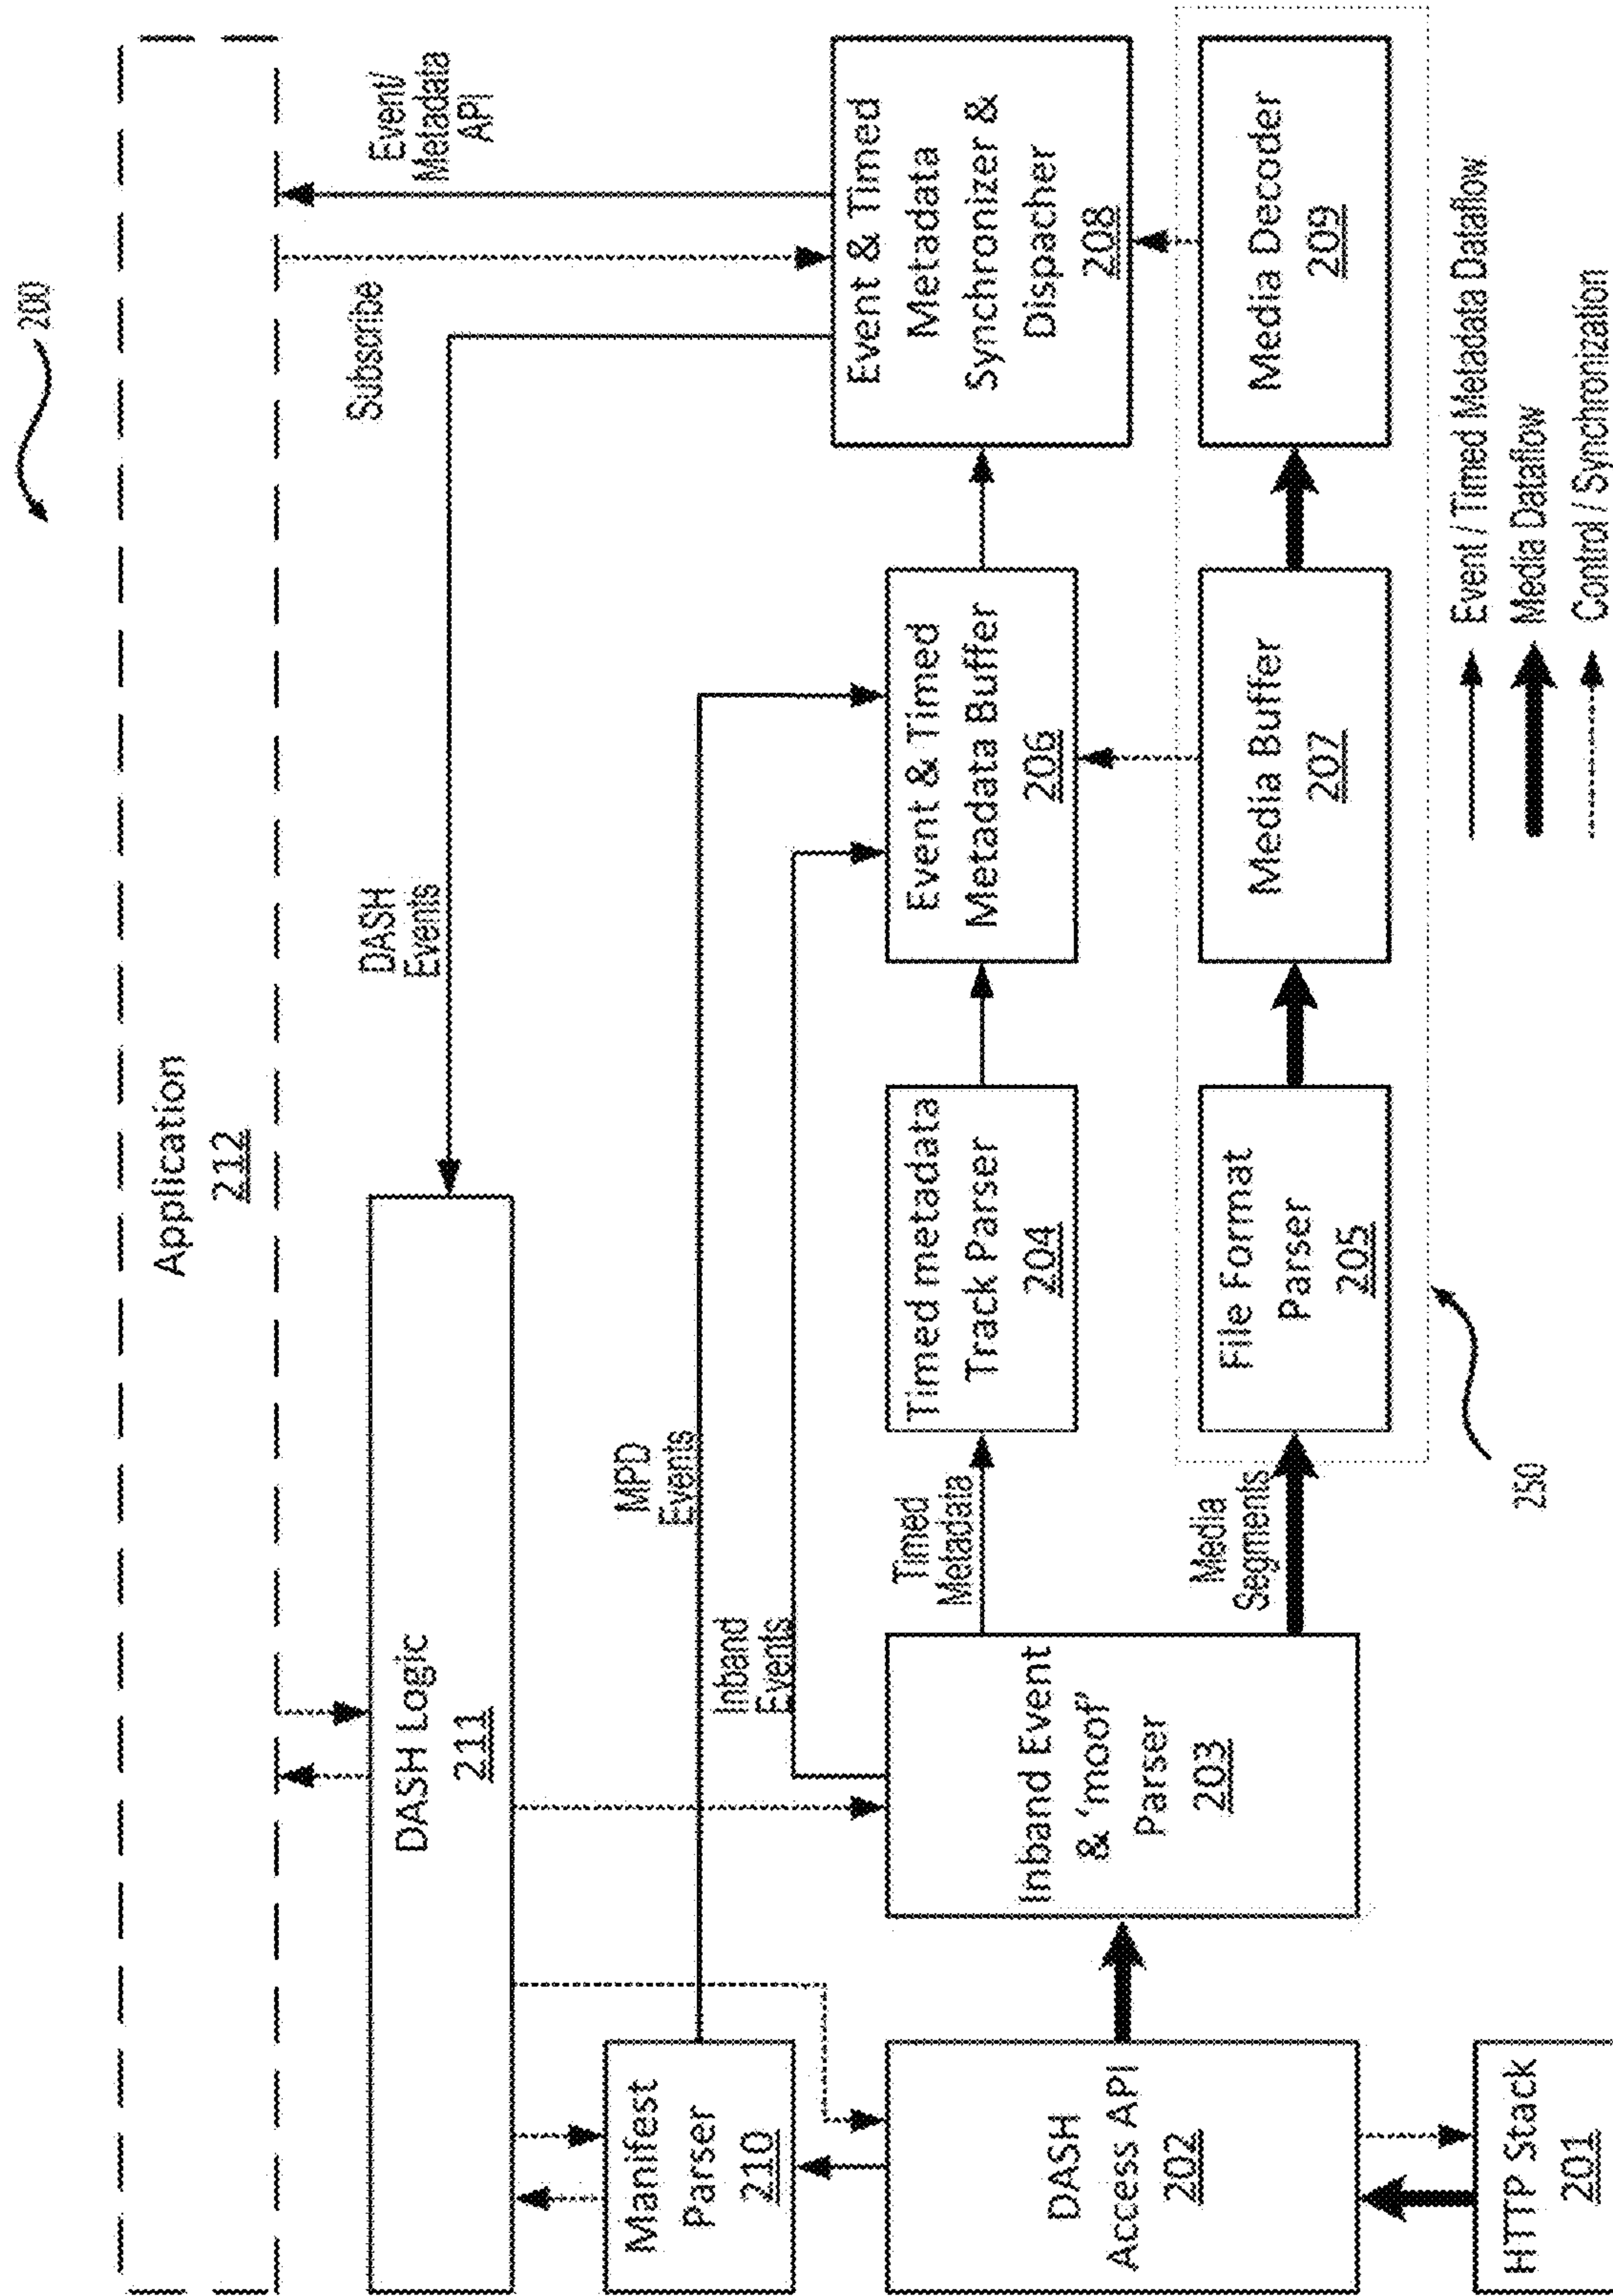 200
Application
212
Event/
Metadata
API
Subscribe
DASH
Events
DASH Logic
211
MPD
Events
Inband
Events
Manifest
Parser
210
Event & Timed
Metadata
Synchronizer &
Dispacher
208
Event & Timed
Metadata Buffer
206
Timed metadata
Track Parser
204
Timed
Metadata
Inband Event
& 'moof'
Parser
203
DASH
Access API
202
Media
Segments
File Format
Parser
205
Media Buffer
207
Media Decoder
209
HTTP Stack
201
250
Event / Timed Metadata Dataflow
Media Dataflow
Control / Synchronization